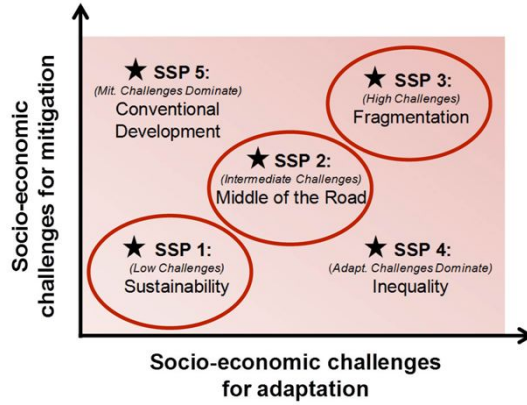 Socio-economic
challenges for mitigation
★ SSP 5:
(Mit. Challenges Dominate)
Conventional
Development
★ SSP 3:
(High Challenges)
Fragmentation
★ SSP 2:
(Intermediate Challenges)
Middle of the Road
★ SSP 1:
(Low Challenges)
Sustainability
★ SSP 4:
(Adapt. Challenges Dominate)
Inequality
Socio-economic challenges
for adaptation